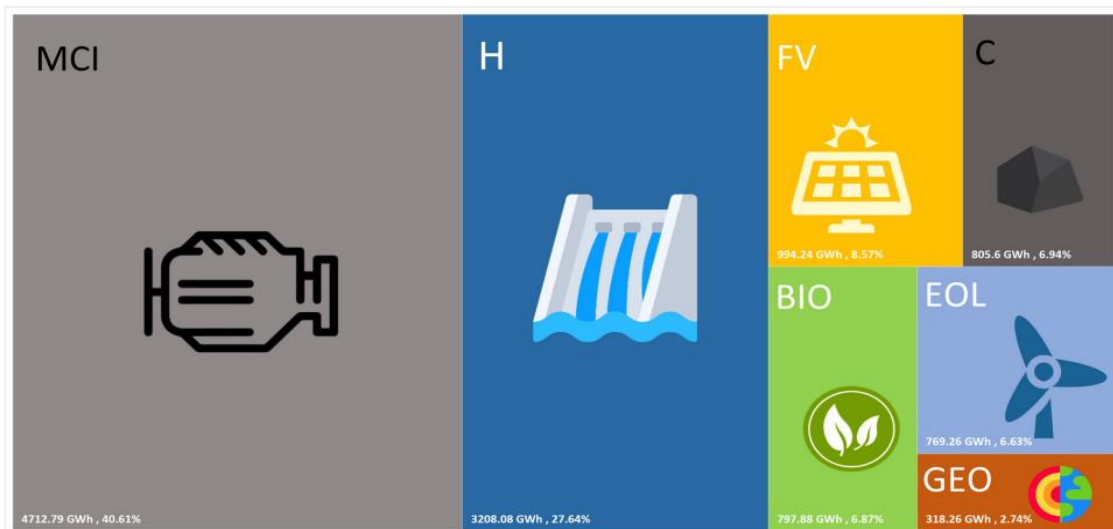 MCI
4712.79 GWh , 40.61%
H
3208.08 GWh , 27.64%
FV
994.24 GWh , 8.57%
C
805.6 GWh , 6.94%
BIO
797.88 GWh , 6.87%
EOL
769.26 GWh , 6.63%
GEO
318.26 GWh , 2.74%